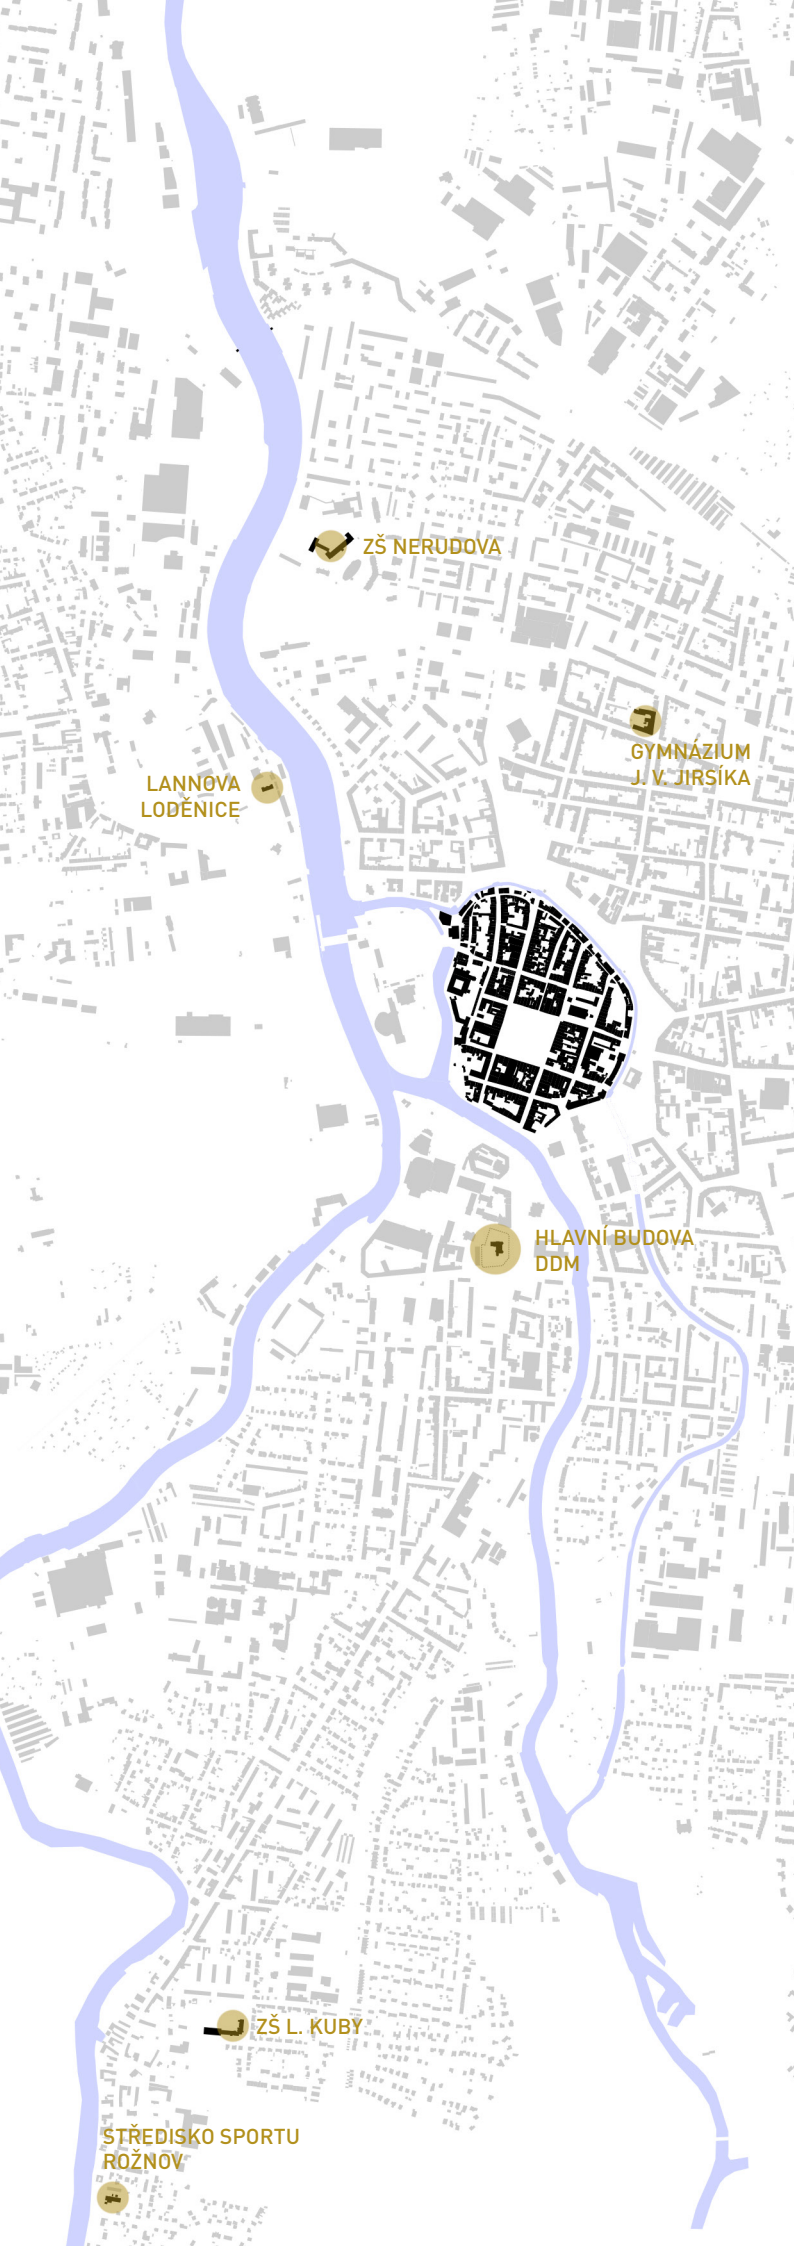 ZŠ NERUDOVA
GYMNÁZIUM
J. V. JIRSÍKA
LANNOVA
LODĚNICE
HLAVNÍ BUDOVA
DDM
ZŠ L. KUBY
STŘEDISKO SPORTU
ROŽNOV